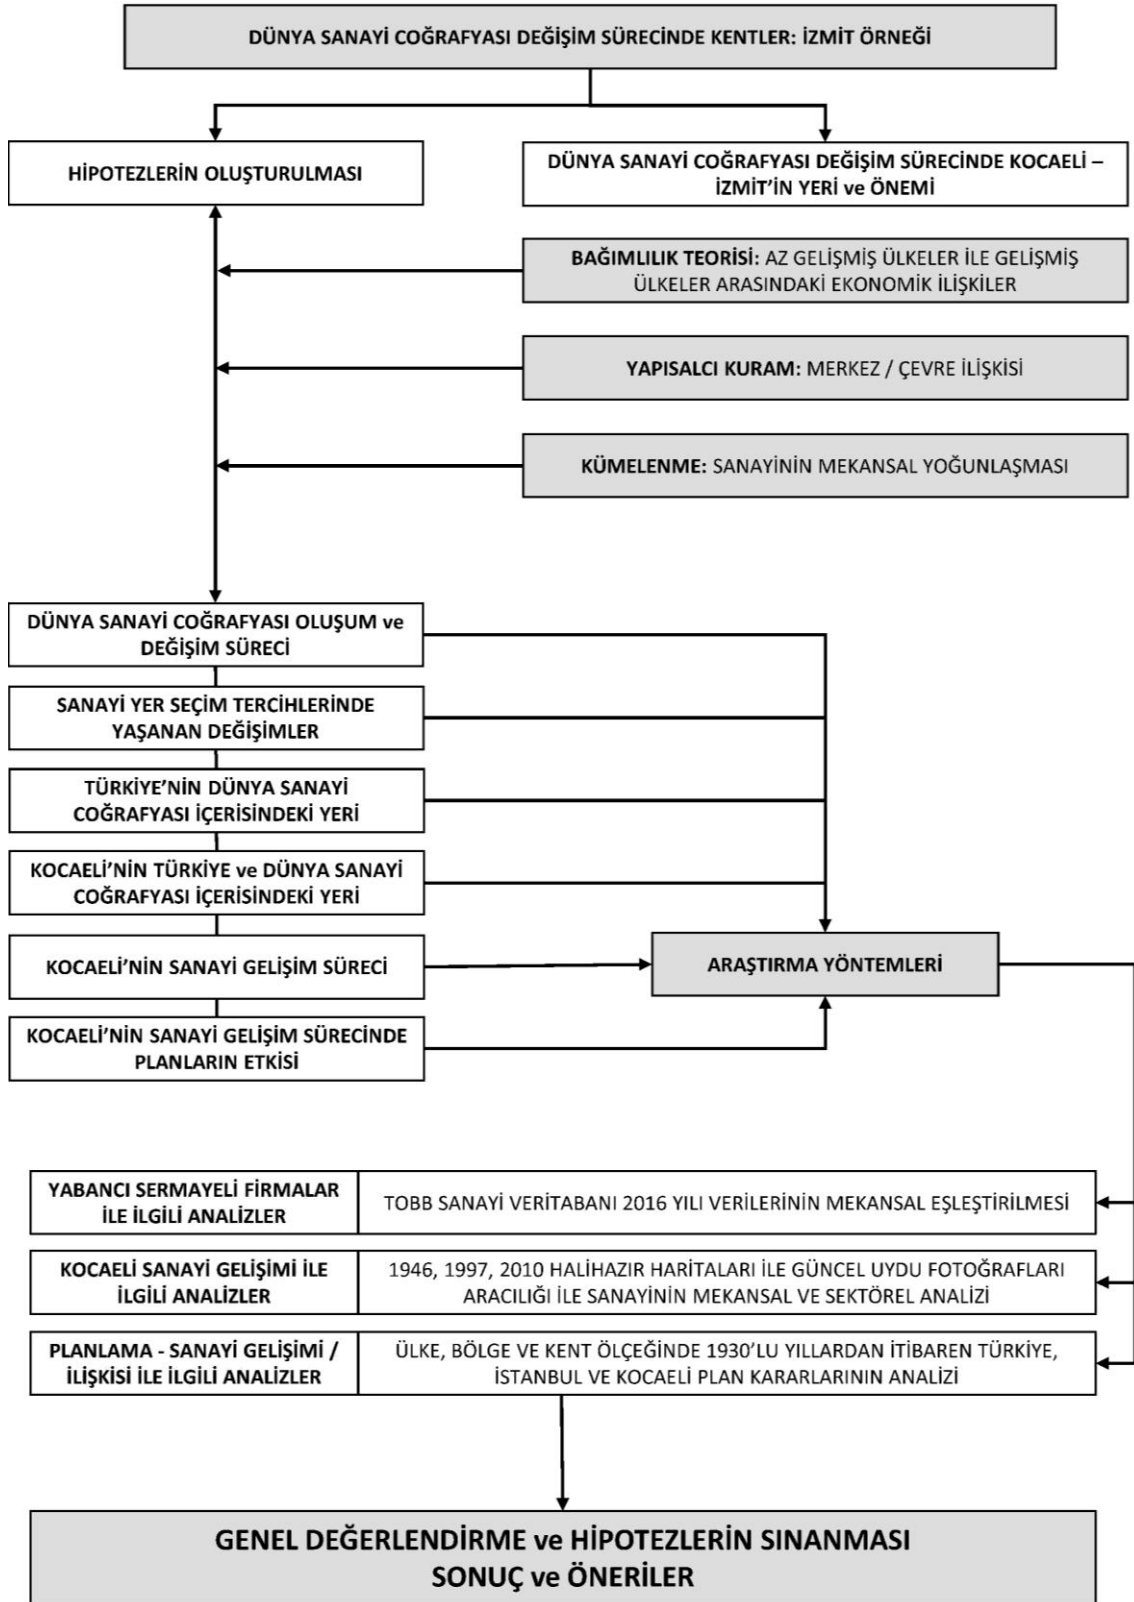 DÜNYA SANAYİ COĞRAFYASI DEĞİŞİM SÜRECİNDE KENTLER: İZMİT ÖRNEĞİ
HİPOTEZLERİN OLUŞTURULMASI
DÜNYA SANAYİ COĞRAFYASI DEĞİŞİM SÜRECİNDE KOCAELİ –
İZMİT’İN YERİ ve ÖNEMİ
BAĞIMLILIK TEORİSİ: AZ GELİŞMİŞ ÜLKELER İLE GELİŞMİŞ
ÜLKELER ARASINDAKİ EKONOMİK İLİŞKİLER
YAPISALCI KURAM: MERKEZ / ÇEVRE İLİŞKİSİ
KÜMELENME: SANAYİNİN MEKANSAL YOĞUNLAŞMASI
DÜNYA SANAYİ COĞRAFYASI OLUŞUM ve
DEĞİŞİM SÜRECİ
SANAYİ YER SEÇİM TERCİHLERİNDE
YAŞANAN DEĞİŞİMLER
TÜRKİYE’NİN DÜNYA SANAYİ
COĞRAFYASI İÇERİSİNDEKİ YERİ
KOCAELİ’NİN TÜRKİYE ve DÜNYA SANAYİ
COĞRAFYASI İÇERİSİNDEKİ YERİ
KOCAELİ’NİN SANAYİ GELİŞİM SÜRECİ
ARAŞTIRMA YÖNTEMLERİ
KOCAELİ’NİN SANAYİ GELİŞİM SÜRECİNDE
PLANLARIN ETKİSİ
YABANCI SERMAYELİ FİRMALAR
İLE İLGİLİ ANALİZLER
TOBB SANAYİ VERİTABANI 2016 YILI VERİLERİNİN MEKANSAL EŞLEŞTİRİLMESİ
KOCAELİ SANAYİ GELİŞİMİ İLE
İLGİLİ ANALİZLER
1946, 1997, 2010 HALİHAZIR HARİTALARI İLE GÜNCEL UYDU FOTOĞRAFLARI
ARACILIĞI İLE SANAYİNİN MEKANSAL VE SEKTÖREL ANALİZİ
PLANLAMA - SANAYİ GELİŞİMİ /
İLİŞKİSİ İLE İLGİLİ ANALİZLER
ÜLKE, BÖLGE VE KENT ÖLÇEĞİNDE 1930’LU YILLARDAN İTİBAREN TÜRKİYE,
İSTANBUL VE KOCAELİ PLAN KARARLARININ ANALİZİ
GENEL DEĞERLENDİRME ve HİPOTEZLERİN SINANMASI
SONUÇ ve ÖNERİLER